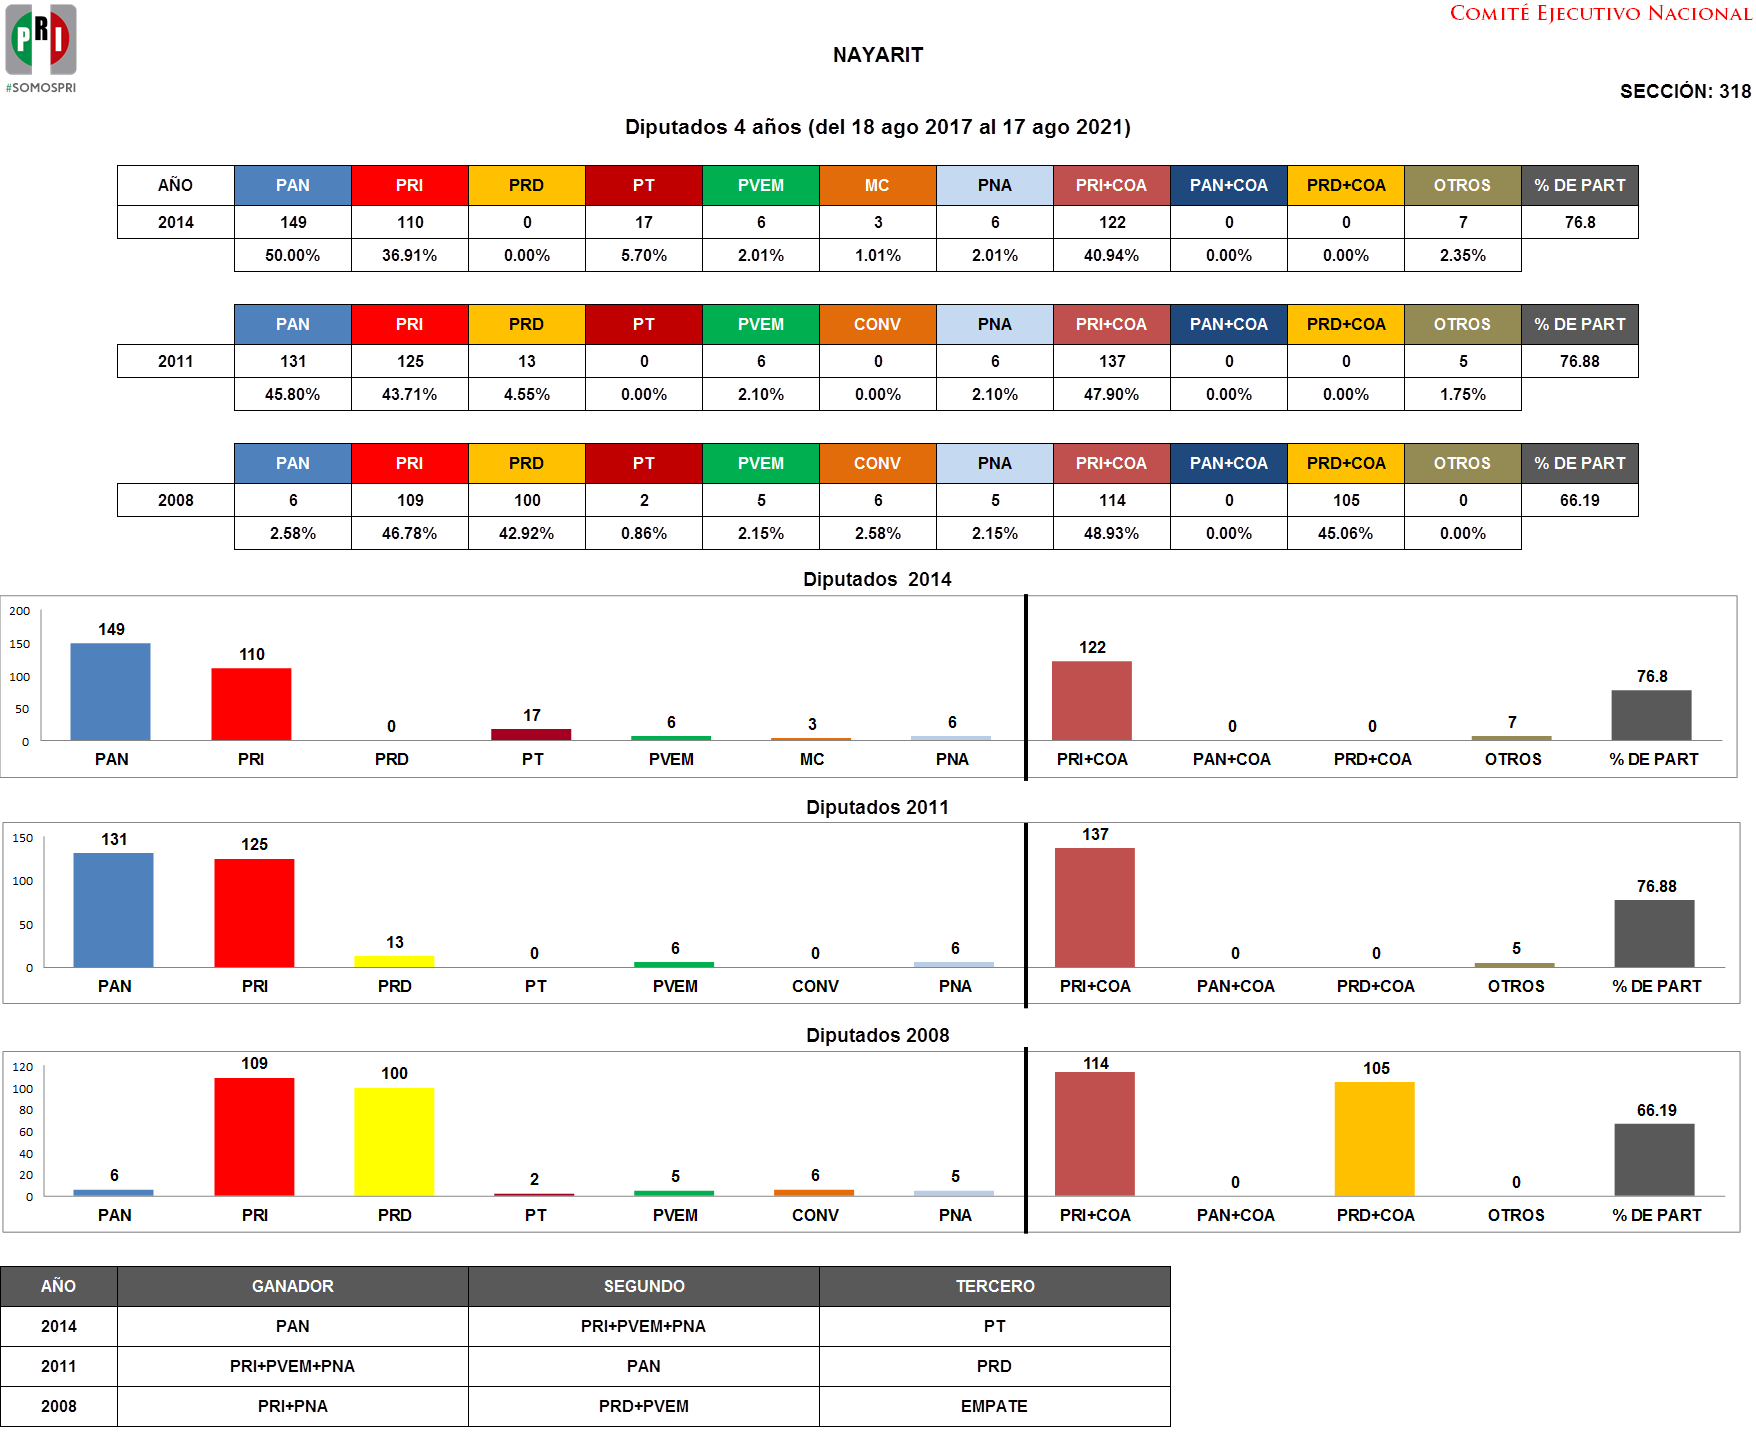 PRI
#SOMOSPRI
COMITÉ EJECUTIVO NACIONAL
NAYARIT
SECCIÓN: 318
Diputados 4 años (del 18 ago 2017 al 17 ago 2021)
AÑO PAN PRI PRD PT PVEM MC PNA PRI+COA PAN+COA PRD+COA OTROS % DE PART
2014 149 110 0 17 6 3 6 122 0 0 7 76.8
50.00% 36.91% 0.00% 5.70% 2.01% 1.01% 2.01% 40.94% 0.00% 0.00% 2.35%
PAN PRI PRD PT PVEM CONV PNA PRI+COA PAN+COA PRD+COA OTROS % DE PART
2011 131 125 13 0 6 0 6 137 0 0 5 76.88
45.80% 43.71% 4.55% 0.00% 2.10% 0.00% 2.10% 47.90% 0.00% 0.00% 1.75%
PAN PRI PRD PT PVEM CONV PNA PRI+COA PAN+COA PRD+COA OTROS % DE PART
2008 6 109 100 2 5 6 5 114 0 105 0 66.19
2.58% 46.78% 42.92% 0.86% 2.15% 2.58% 2.15% 48.93% 0.00% 45.06% 0.00%
Diputados 2014
200
150
100
50
0
149 110 0 17 6 3 6 122 0 0 7 76.8
PAN PRI PRD PT PVEM MC PNA PRI+COA PAN+COA PRD+COA OTROS % DE PART
Diputados 2011
150
100
50
0
131 125 13 0 6 0 6 137 0 0 5 76.88
PAN PRI PRD PT PVEM CONV PNA PRI+COA PAN+COA PRD+COA OTROS % DE PART
Diputados 2008
120
100
80
60
40
20
0
6 109 100 2 5 6 5 114 0 105 0 66.19
PAN PRI PRD PT PVEM CONV PNA PRI+COA PAN+COA PRD+COA OTROS % DE PART
AÑO GANADOR SEGUNDO TERCERO
2014 PAN PRI+PVEM+PNA PT
2011 PRI+PVEM+PNA PAN PRD
2008 PRI+PNA PRD+PVEM EMPATE